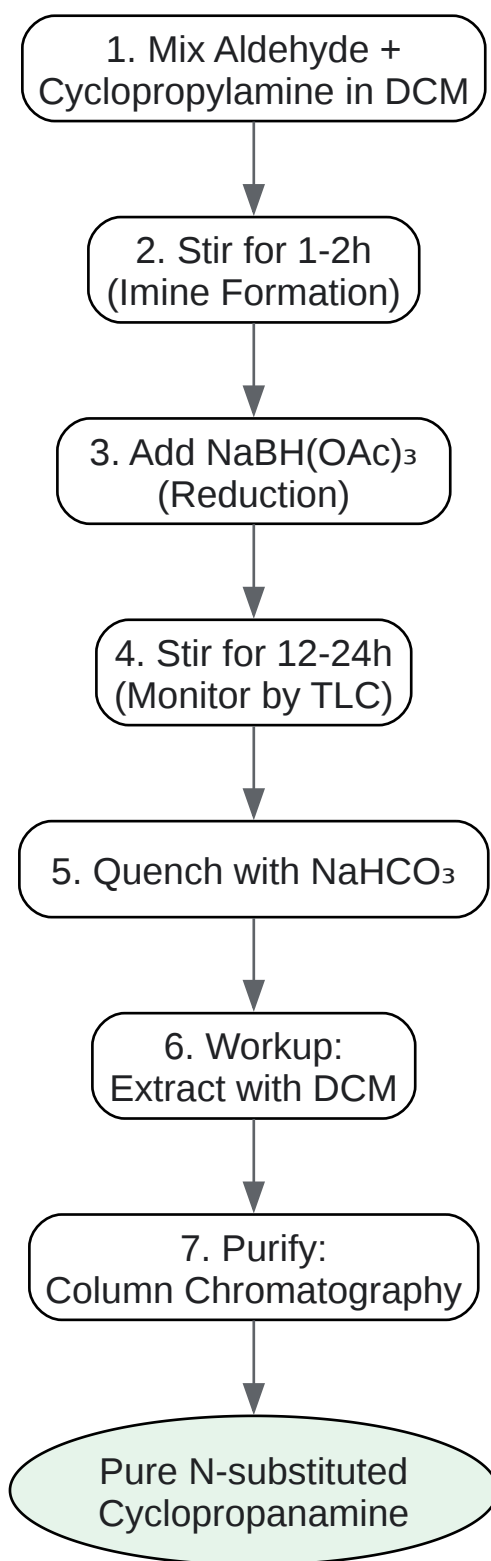 1. Mix Aldehyde +
Cyclopropylamine in DCM
2. Stir for 1-2h
(Imine Formation)
3. Add NaBH(OAc)₃
(Reduction)
4. Stir for 12-24h
(Monitor by TLC)
5. Quench with NaHCO₃
6. Workup:
Extract with DCM
7. Purify:
Column Chromatography
Pure N-substituted
Cyclopropanamine